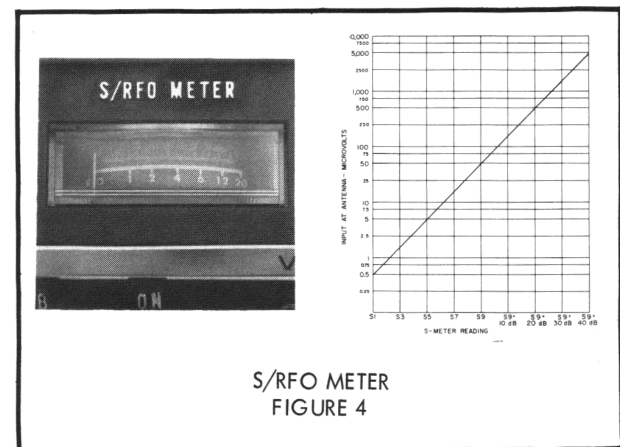 S/RFO METER
0 1 2 4 6 12 20
ON
10,000
7500
5,000
2500
1,000
750
500
250
100
75
50
25
10
7.5
5
2.5
1
0.75
0.5
0.25
INPUT AT ANTENNA - MICROVOLTS
S1 S3 S5 S7 S9 S9+ S9+ S9+ S9+
10 dB 20 dB 30 dB 40 dB
S-METER READING
S/RFO METER
FIGURE 4